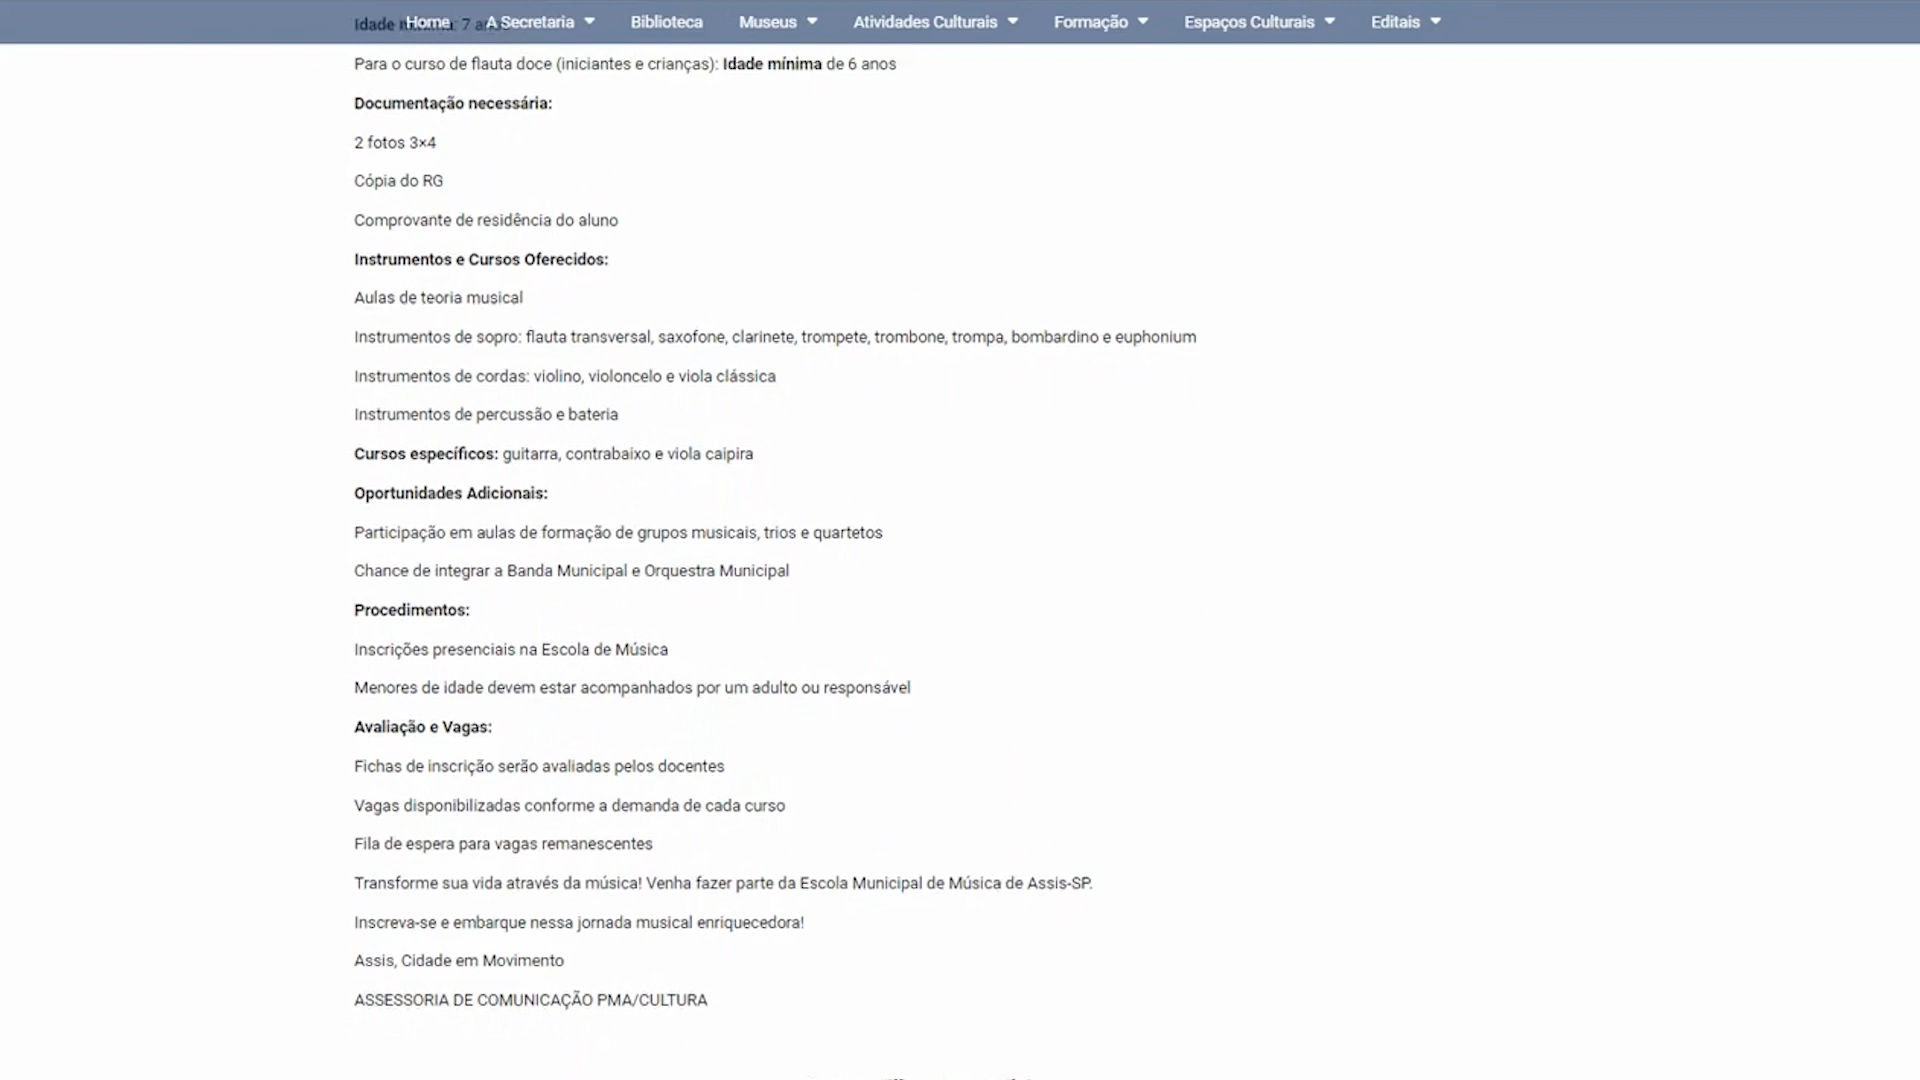 Home A Secretaria Biblioteca Museus Atividades Culturais Formação Espaços Culturais Editais
Idade mínima: 7 anos
Para o curso de flauta doce (iniciantes e crianças): Idade mínima de 6 anos
Documentação necessária:
2 fotos 3×4
Cópia do RG
Comprovante de residência do aluno
Instrumentos e Cursos Oferecidos:
Aulas de teoria musical
Instrumentos de sopro: flauta transversal, saxofone, clarinete, trompete, trombone, trompa, bombardino e euphonium
Instrumentos de cordas: violino, violoncelo e viola clássica
Instrumentos de percussão e bateria
Cursos específicos: guitarra, contrabaixo e viola caipira
Oportunidades Adicionais:
Participação em aulas de formação de grupos musicais, trios e quartetos
Chance de integrar a Banda Municipal e Orquestra Municipal
Procedimentos:
Inscrições presenciais na Escola de Música
Menores de idade devem estar acompanhados por um adulto ou responsável
Avaliação e Vagas:
Fichas de inscrição serão avaliadas pelos docentes
Vagas disponibilizadas conforme a demanda de cada curso
Fila de espera para vagas remanescentes
Transforme sua vida através da música! Venha fazer parte da Escola Municipal de Música de Assis-SP.
Inscreva-se e embarque nessa jornada musical enriquecedora!
Assis, Cidade em Movimento
ASSESSORIA DE COMUNICAÇÃO PMA/CULTURA